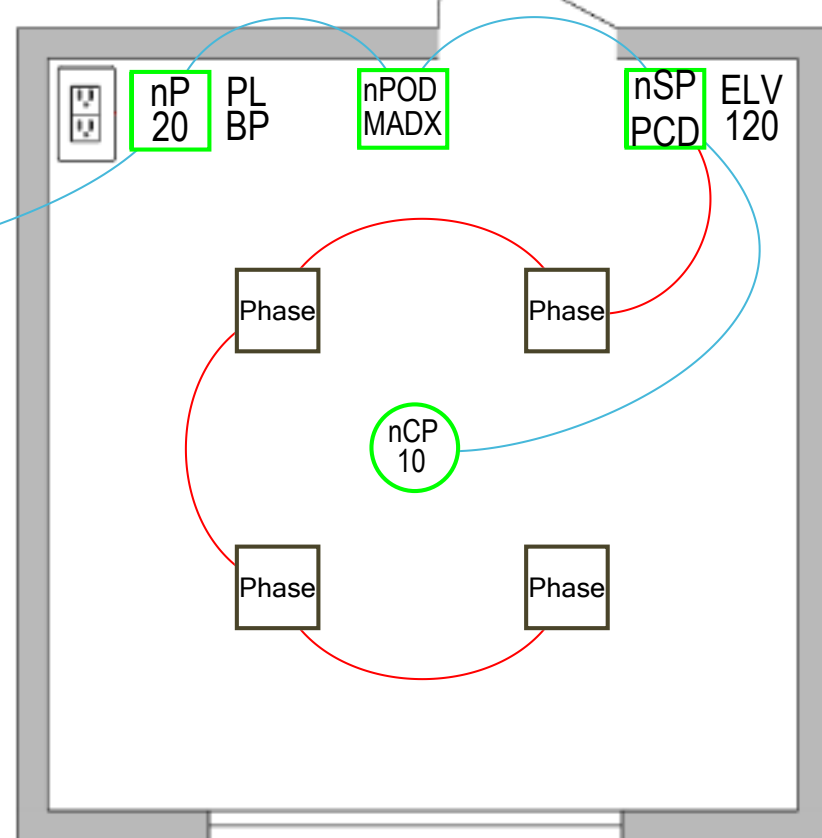 nP
20
PL
BP
nPOD
MADX
nSP
PCD
ELV
120
Phase
Phase
nCP
10
Phase
Phase